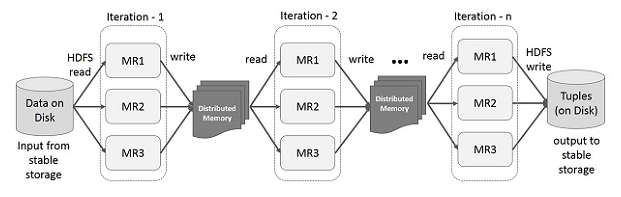 Iteration - 1
Iteration - 2
Iteration - n
HDFS
read
MR1
write
read
MR1
write
...
read
MR1
HDFS
write
Data on
Disk
MR2
Distributed
Memory
MR2
Distributed
Memory
MR2
Tuples
(on Disk)
Input from
stable
storage
MR3
MR3
MR3
output to
stable
storage